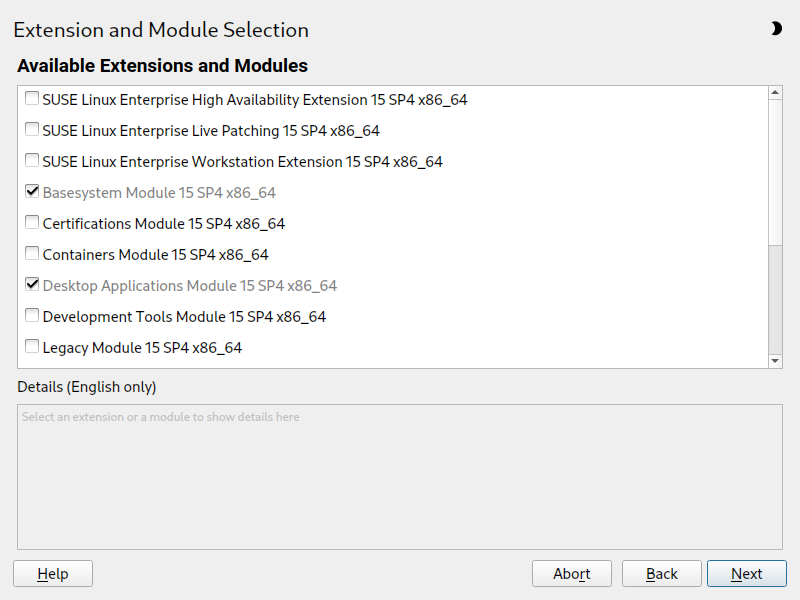 Extension and Module Selection
Available Extensions and Modules
SUSE Linux Enterprise High Availability Extension 15 SP4 x86_64
SUSE Linux Enterprise Live Patching 15 SP4 x86_64
SUSE Linux Enterprise Workstation Extension 15 SP4 x86_64
Basesystem Module 15 SP4 x86_64
Certifications Module 15 SP4 x86_64
Containers Module 15 SP4 x86_64
Desktop Applications Module 15 SP4 x86_64
Development Tools Module 15 SP4 x86_64
Legacy Module 15 SP4 x86_64
Details (English only)
Select an extension or a module to show details here
Help Abort Back Next